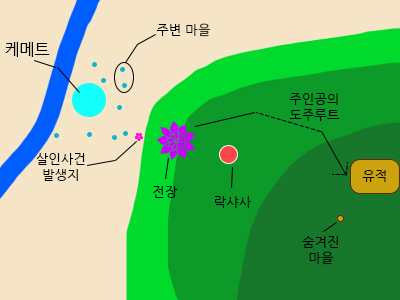 주변 마을
케메트
주인공의
도주루트
살인사건
발생지
전장
락샤사
유적
숨겨진
마을